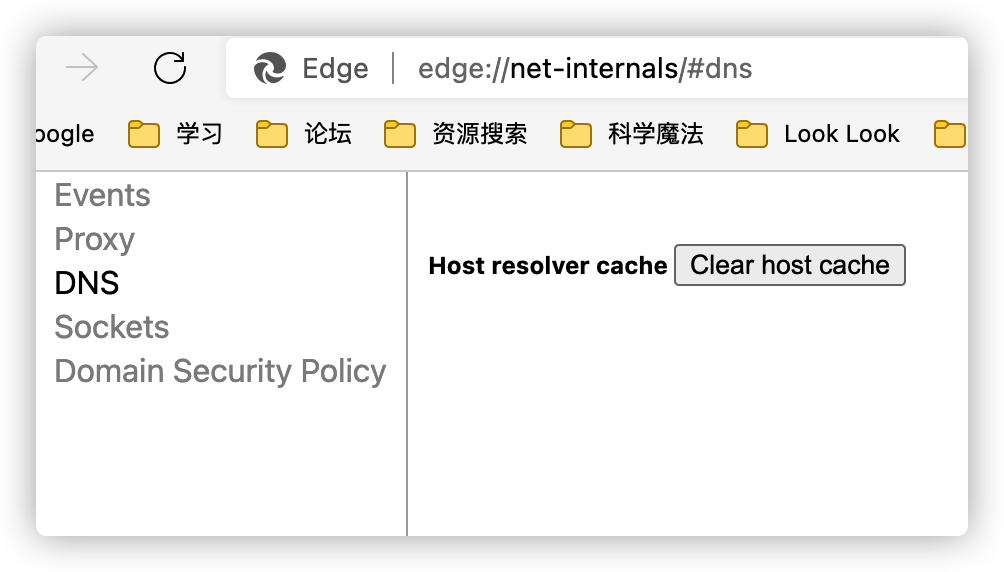 Edge | edge://net-internals/#dns
oogle 学习 论坛 资源搜索 科学魔法 Look Look
Events
Proxy
Host resolver cache Clear host cache
DNS
Sockets
Domain Security Policy